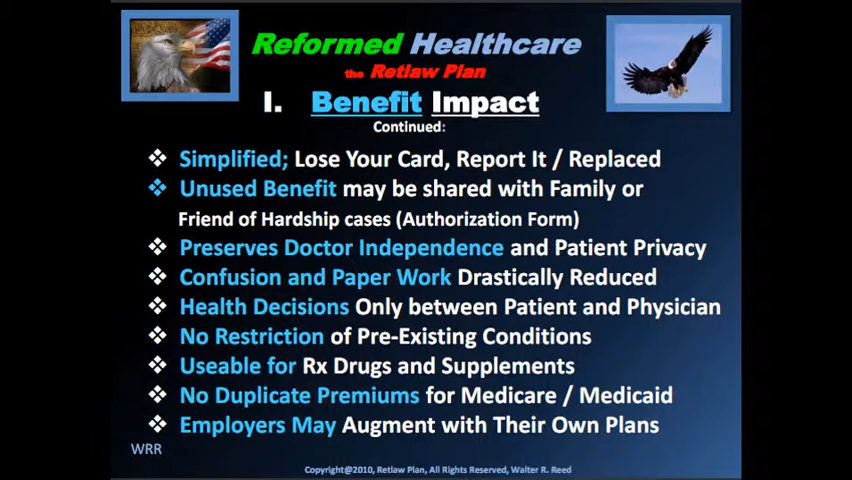 Reformed Healthcare
the Retlaw Plan
I. Benefit Impact
Continued:
❖ Simplified; Lose Your Card, Report It / Replaced
❖ Unused Benefit may be shared with Family or
Friend of Hardship cases (Authorization Form)
❖ Preserves Doctor Independence and Patient Privacy
❖ Confusion and Paper Work Drastically Reduced
❖ Health Decisions Only between Patient and Physician
❖ No Restriction of Pre-Existing Conditions
❖ Useable for Rx Drugs and Supplements
❖ No Duplicate Premiums for Medicare / Medicaid
❖ Employers May Augment with Their Own Plans
WRR
Copyright@2010, Retlaw Plan, All Rights Reserved, Walter R. Reed